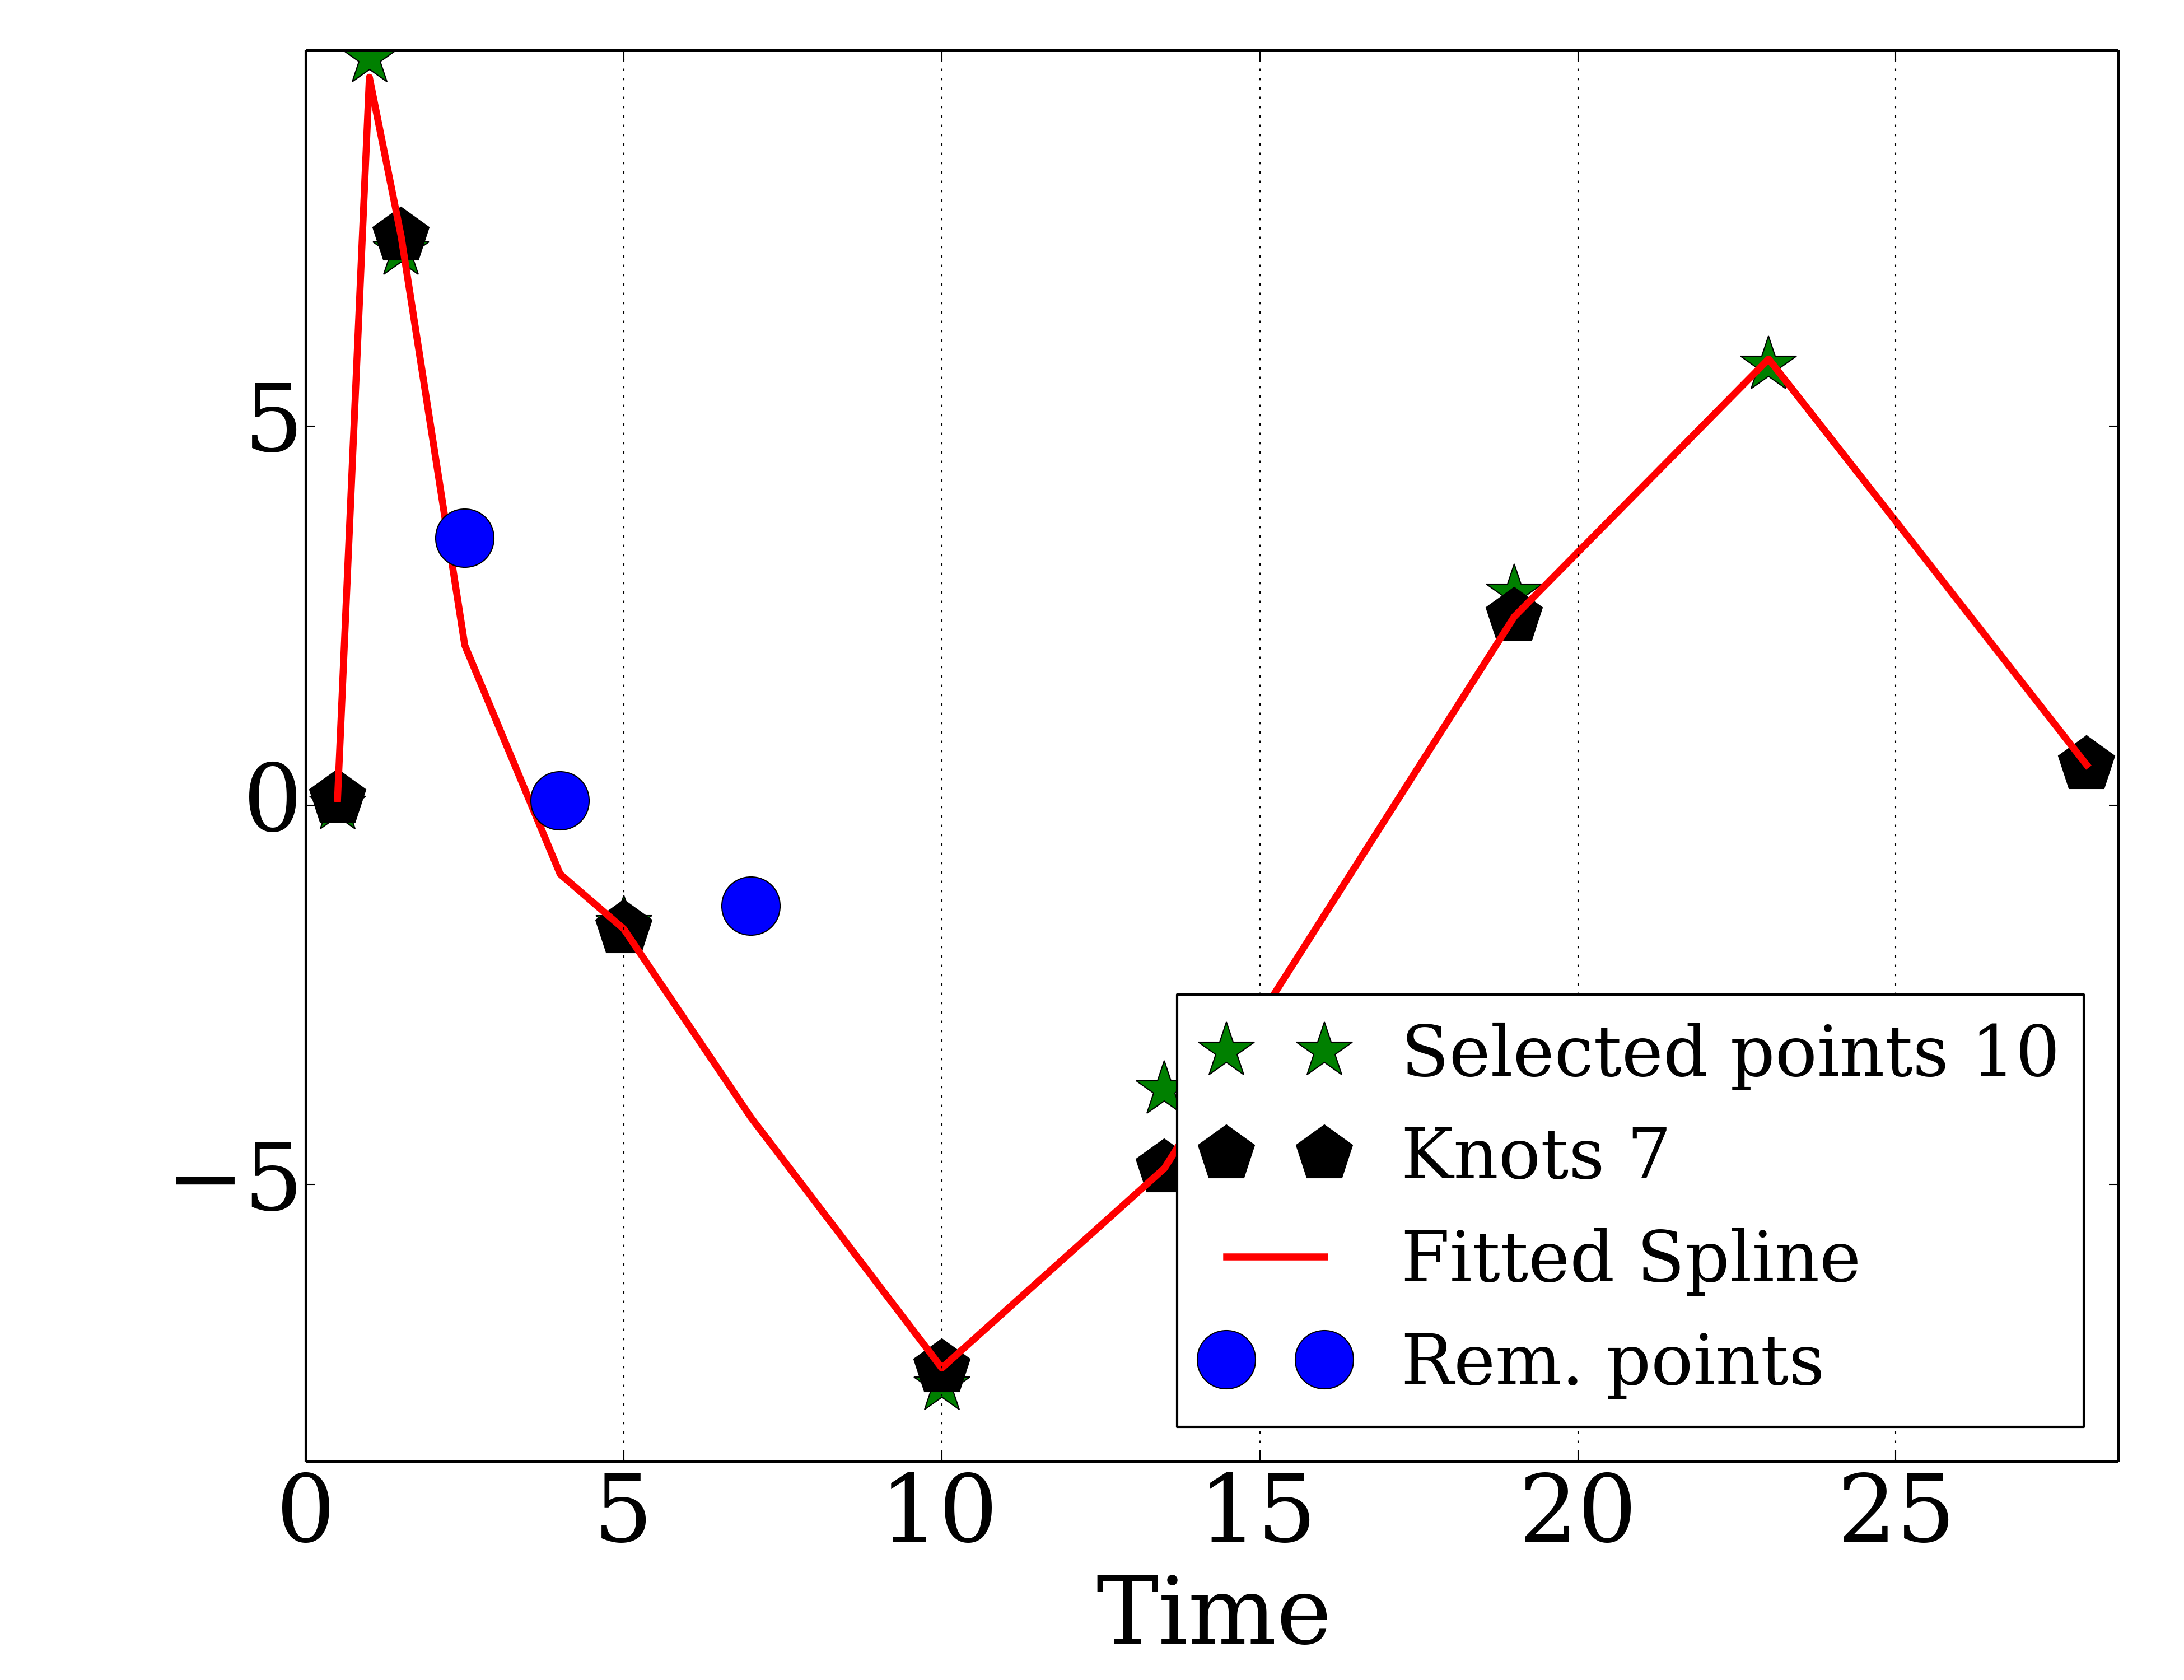 5
0
−5
0 5 10 15 20 25
Time
Selected points 10
Knots 7
Fitted Spline
Rem. points